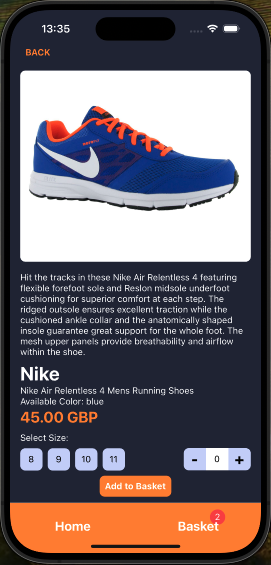 13:35
BACK
Hit the tracks in these Nike Air Relentless 4 featuring
flexible forefoot sole and Reslon midsole underfoot
cushioning for superior comfort at each step. The
ridged outsole ensures excellent traction while the
cushioned ankle collar and the anatomically shaped
insole guarantee great support for the whole foot. The
mesh upper panels provide breathability and airflow
within the shoe.
Nike
Nike Air Relentless 4 Mens Running Shoes
Available Color: blue
45.00 GBP
Select Size:
8 9 10 11 - 0 +
Add to Basket
Home Basket 2